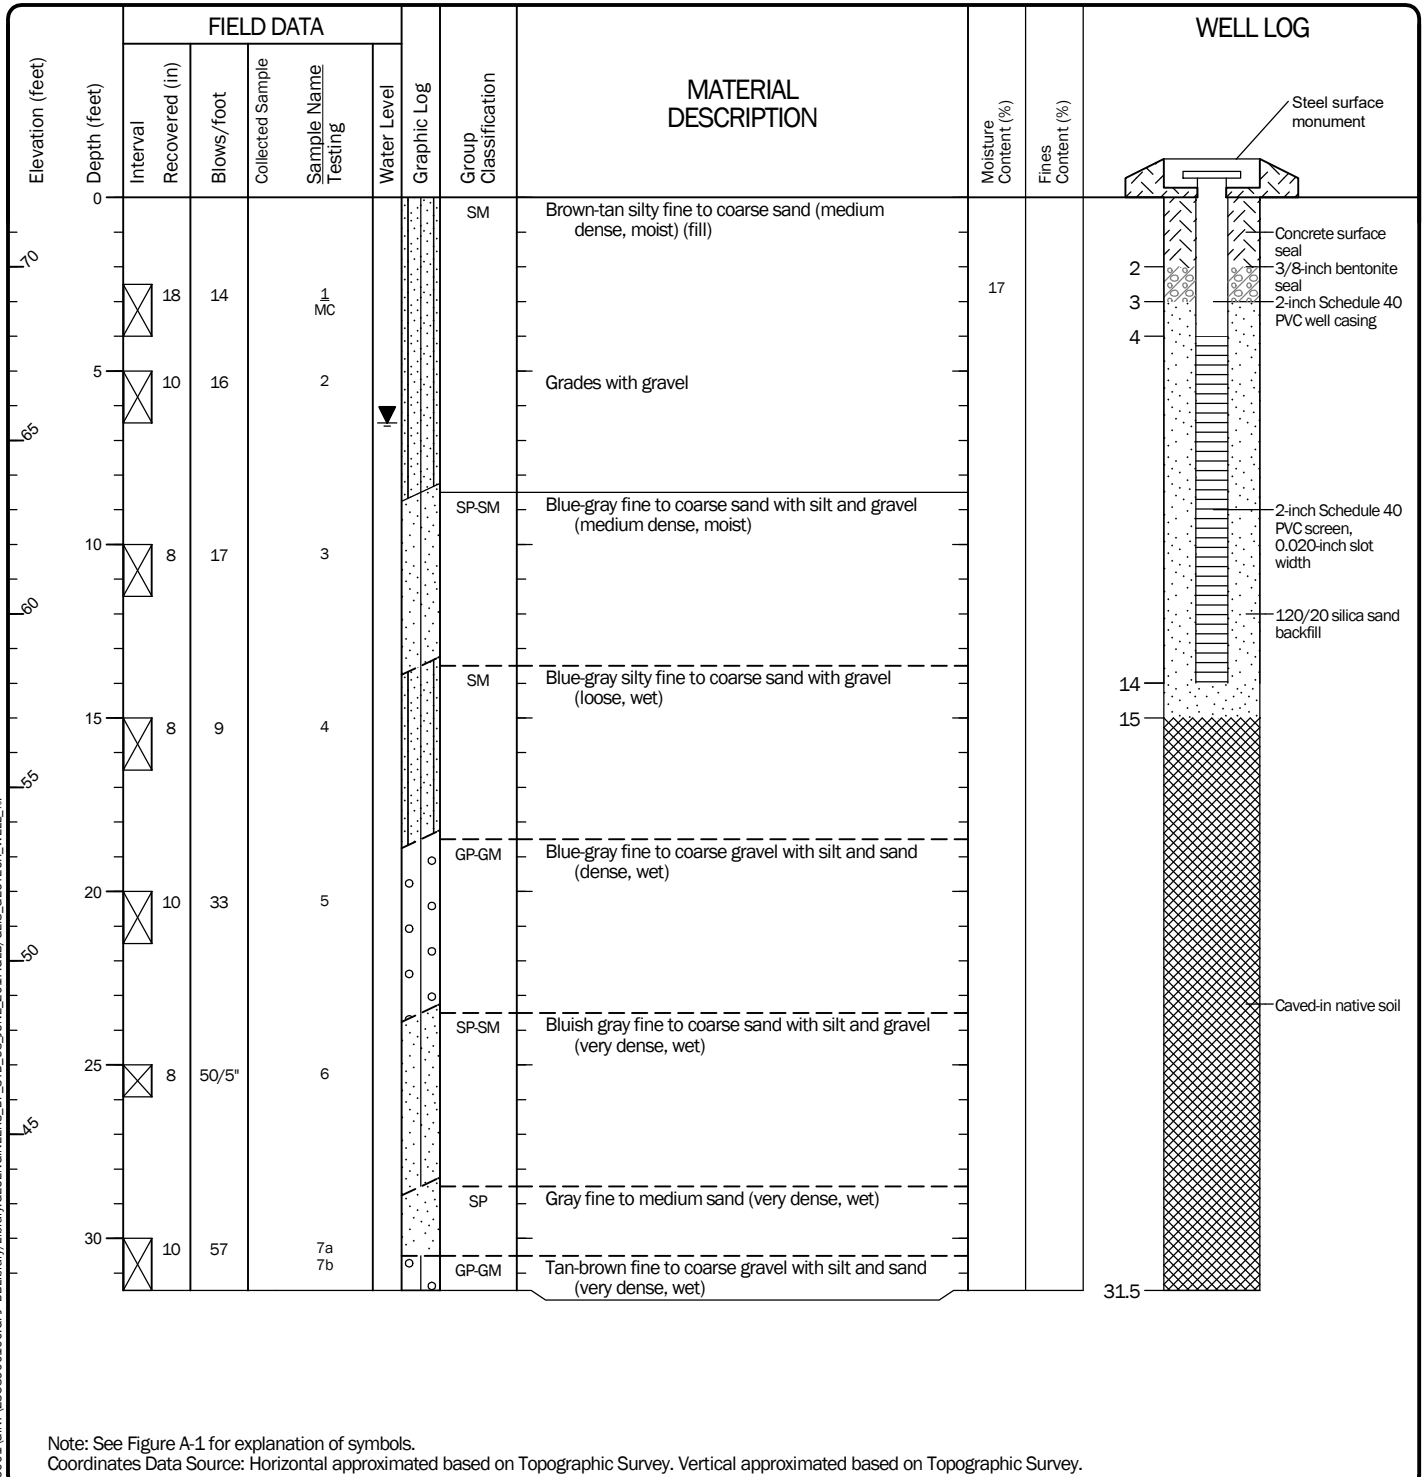 FIELD DATA
WELL LOG
Elevation (feet)
Depth (feet)
Interval
Recovered (in)
Blows/foot
Collected Sample
Sample Name
Testing
Water Level
Graphic Log
Group
Classification
MATERIAL
DESCRIPTION
Moisture
Content (%)
Fines
Content (%)
Steel surface
monument
0
SM
Brown-tan silty fine to coarse sand (medium
dense, moist) (fill)
Concrete surface
seal
70
2
3/8-inch bentonite
seal
18
14
1
MC
17
3
2-inch Schedule 40
PVC well casing
4
5
10
16
2
Grades with gravel
65
SP-SM
Blue-gray fine to coarse sand with silt and gravel
(medium dense, moist)
2-inch Schedule 40
PVC screen,
0.020-inch slot
width
10
8
17
3
60
120/20 silica sand
backfill
SM
Blue-gray silty fine to coarse sand with gravel
(loose, wet)
14
15
8
9
4
15
55
GP-GM
Blue-gray fine to coarse gravel with silt and sand
(dense, wet)
20
10
33
5
50
SP-SM
Bluish gray fine to coarse sand with silt and gravel
(very dense, wet)
Caved-in native soil
25
8
50/5"
6
45
SP
Gray fine to medium sand (very dense, wet)
30
10
57
7a
7b
GP-GM
Tan-brown fine to coarse gravel with silt and sand
(very dense, wet)
31.5
Note: See Figure A-1 for explanation of symbols.
Coordinates Data Source: Horizontal approximated based on Topographic Survey. Vertical approximated based on Topographic Survey.